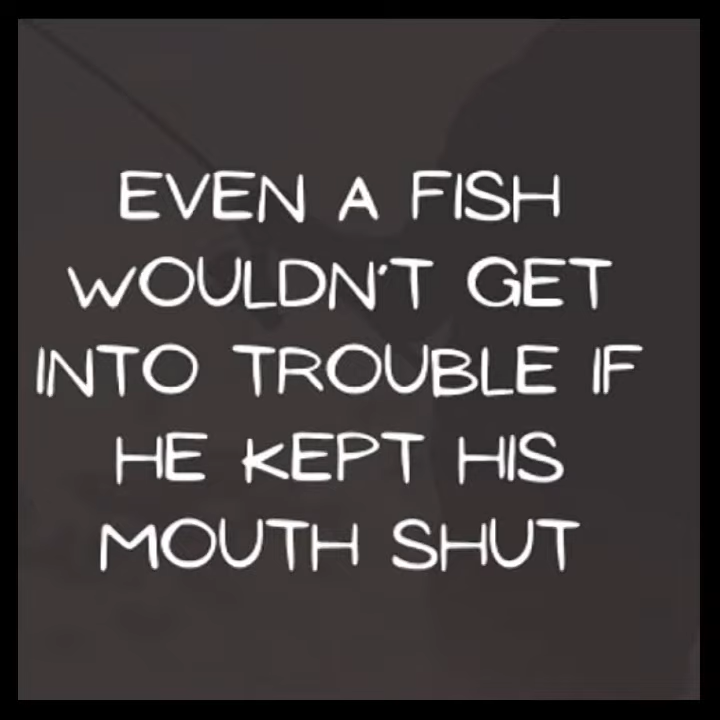 EVEN A FISH
WOULDN'T GET
INTO TROUBLE IF
HE KEPT HIS
MOUTH SHUT